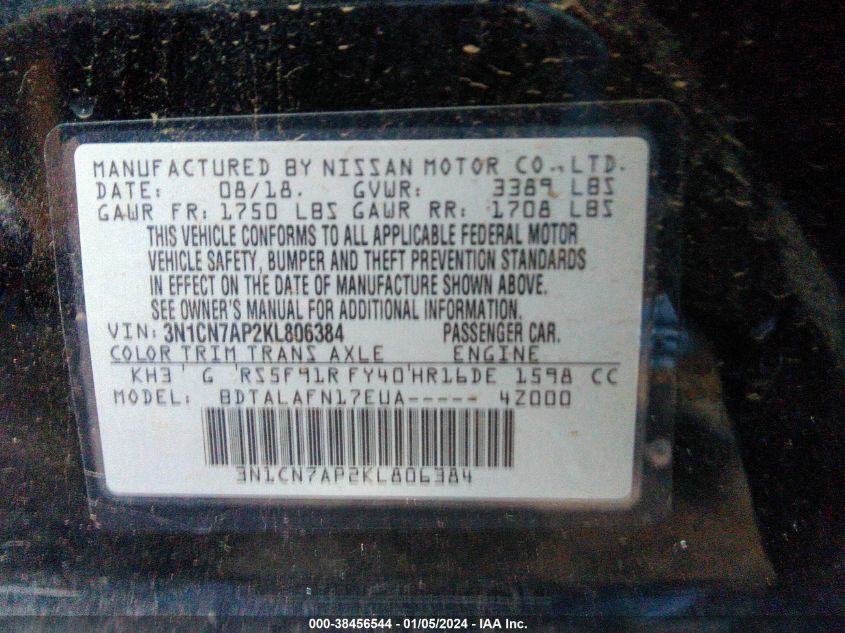 MANUFACTURED BY NISSAN MOTOR CO., LTD.
DATE: 08/18. GVWR: 3389 LBS
GAWR FR: 1750 LBS GAWR RR: 1708 LBS
THIS VEHICLE CONFORMS TO ALL APPLICABLE FEDERAL MOTOR
VEHICLE SAFETY, BUMPER AND THEFT PREVENTION STANDARDS
IN EFFECT ON THE DATE OF MANUFACTURE SHOWN ABOVE.
SEE OWNER'S MANUAL FOR ADDITIONAL INFORMATION.
VIN: 3N1CN7AP2KL806384 PASSENGER CAR.
COLOR TRIM TRANS AXLE ENGINE
KH3 ' G 'RS5F91R FY40'HR16DE 1598 CC
MODEL: BDTALAFN17EUA----- 4Z000
3N1CN7AP2KL806384
000-38456544 - 01/05/2024 - IAA Inc.